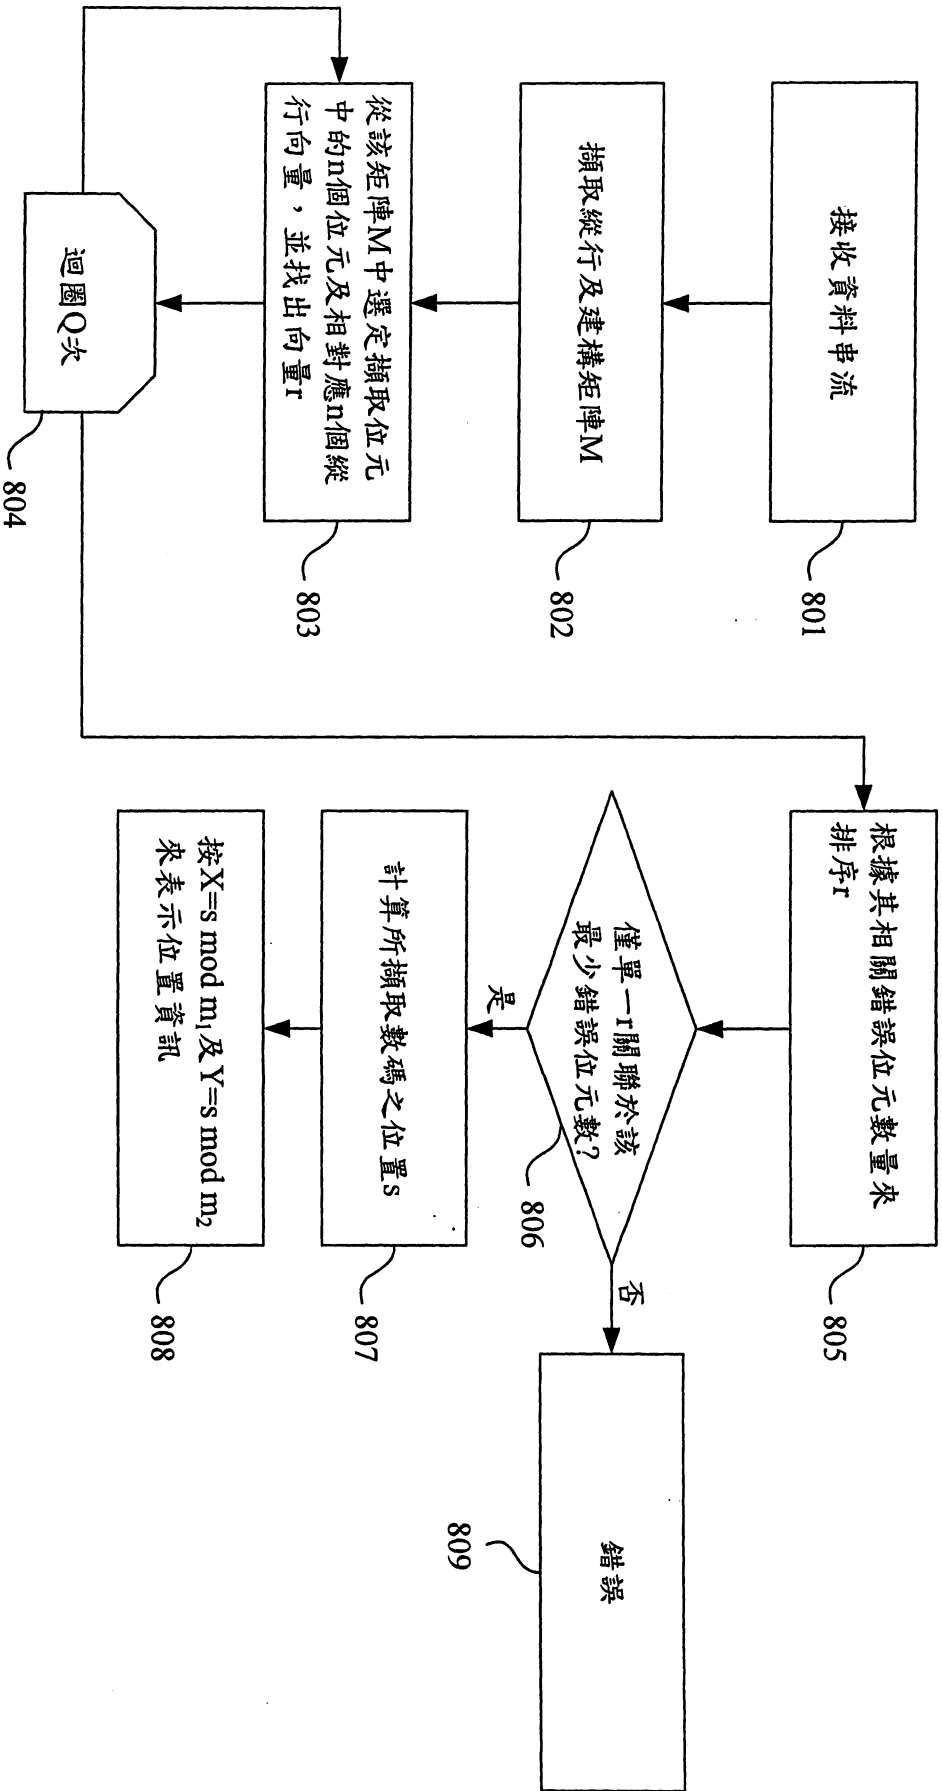 接收資料串流
801
擷取縱行及建構矩陣M
802
從該矩陣M中選定擷取位元
中的n個位元及相對應n個縱
行向量，並找出向量r
803
迴圈Q次
804
根據其相關錯誤位元數量來
排序r
805
僅單一r關聯於該
最少錯誤位元數?
806
是
否
計算所擷取數碼之位置s
807
按X=s mod m₁及Y=s mod m₂
來表示位置資訊
808
錯誤
809